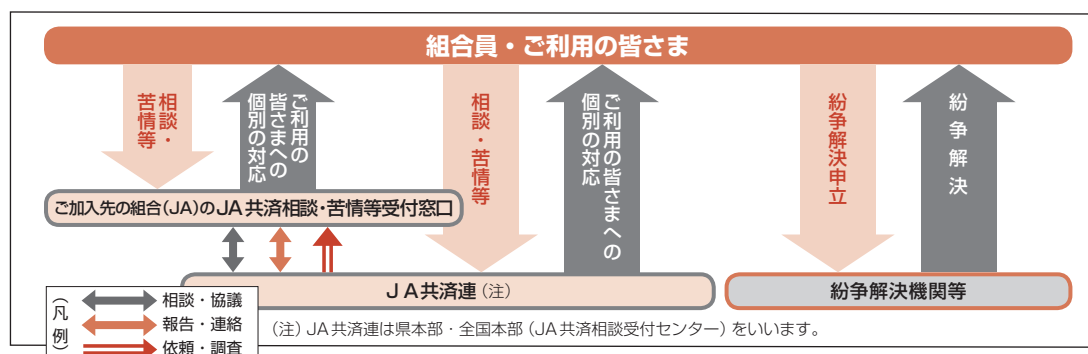 組合員・ご利用の皆さま
相談・
苦情等
ご利用の
皆さまへの
個別の対応
相談・苦情等
ご利用の皆さまへの
個別の対応
紛争解決申立
紛争解決
ご加入先の組合(JA)のJA共済相談・苦情等受付窓口
JA共済連(注)
紛争解決機関等
(凡例)
相談・協議
報告・連絡
依頼・調査
(注)JA共済連は県本部・全国本部(JA共済相談受付センター)をいいます。